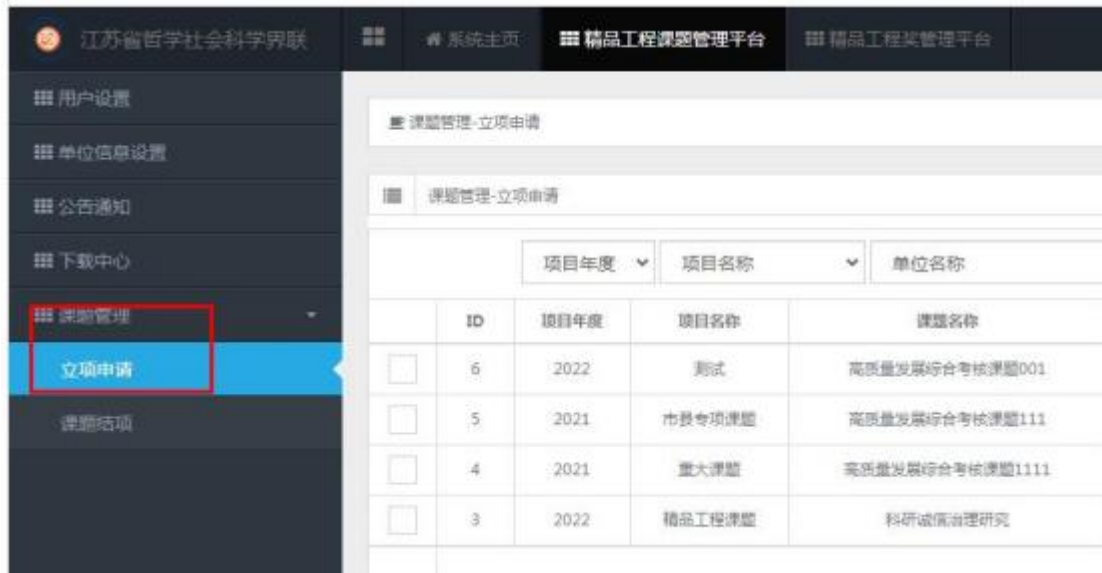 江苏省哲学社会科学界联
系统主页 精品工程课题管理平台 精品工程奖管理平台
用户设置
单位信息设置
公告通知
下载中心
课题管理
立项申请
课题结项
课题管理-立项申请
课题管理-立项申请
项目年度 项目名称 单位名称
ID 项目年度 项目名称 课题名称
6 2022 测试 高质量发展综合考核课题001
5 2021 市县专项课题 高质量发展综合考核课题111
4 2021 重大课题 高质量发展综合考核课题1111
3 2022 精品工程课题 科研诚信治理研究